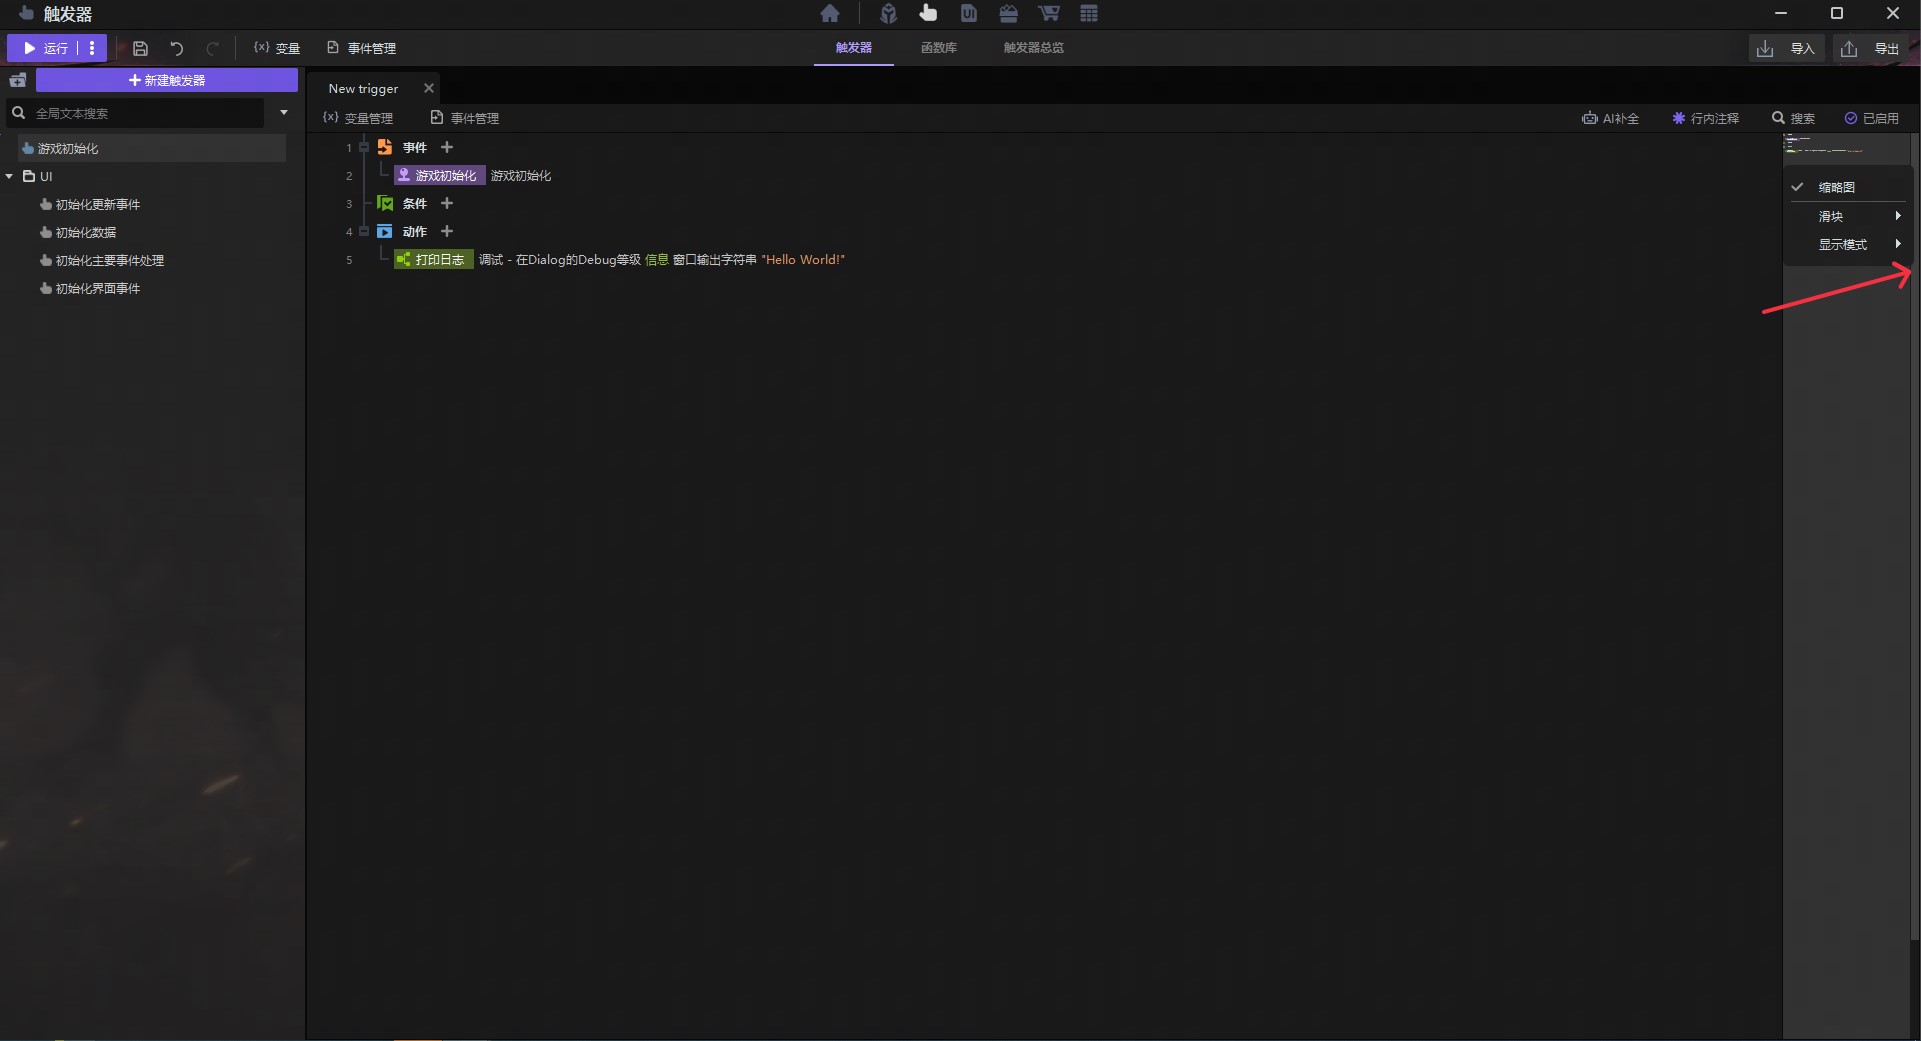 触发器
运行
{x} 变量
事件管理
触发器
函数库
触发器总览
导入
导出
新建触发器
全局文本搜索
游戏初始化
UI
初始化更新事件
初始化数据
初始化主要事件处理
初始化界面事件
New trigger
{x} 变量管理
事件管理
AI补全
行内注释
搜索
已启用
1 事件
2 游戏初始化 游戏初始化
3 条件
4 动作
5 打印日志 调试 - 在Dialog的Debug等级 信息 窗口输出字符串 "Hello World!"
缩略图
滑块
显示模式